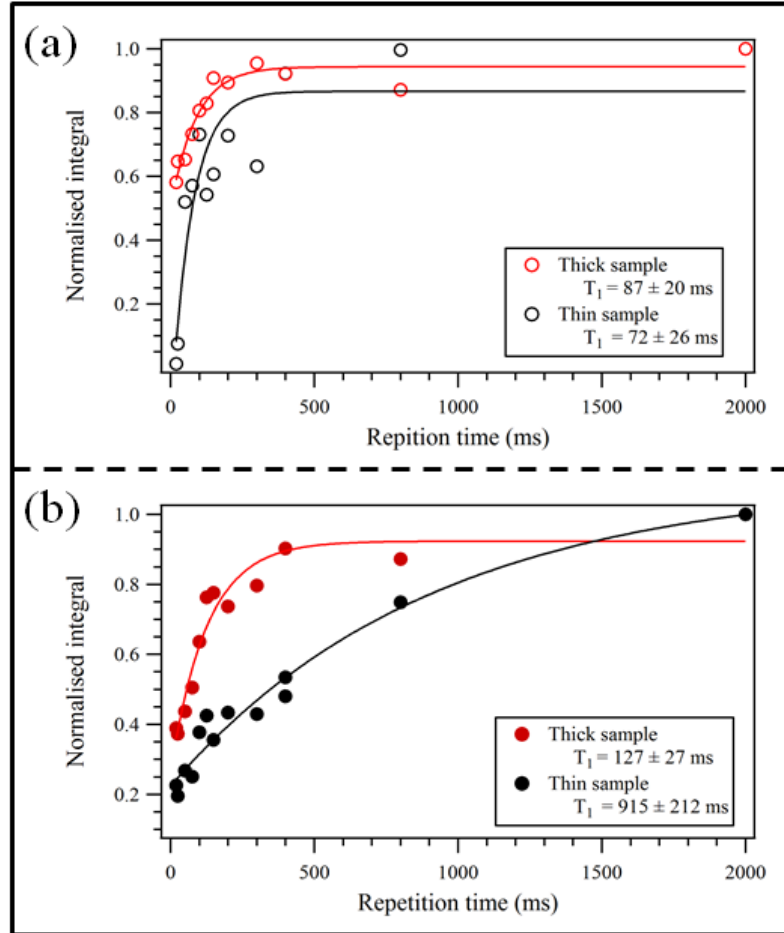 (a)
1.0
0.8
0.6
0.4
0.2
Normalised integral
Thick sample
T₁ = 87 ± 20 ms
Thin sample
T₁ = 72 ± 26 ms
0 500 1000 1500 2000
Repition time (ms)
(b)
1.0
0.8
0.6
0.4
0.2
Normalised integral
Thick sample
T₁ = 127 ± 27 ms
Thin sample
T₁ = 915 ± 212 ms
0 500 1000 1500 2000
Repetition time (ms)